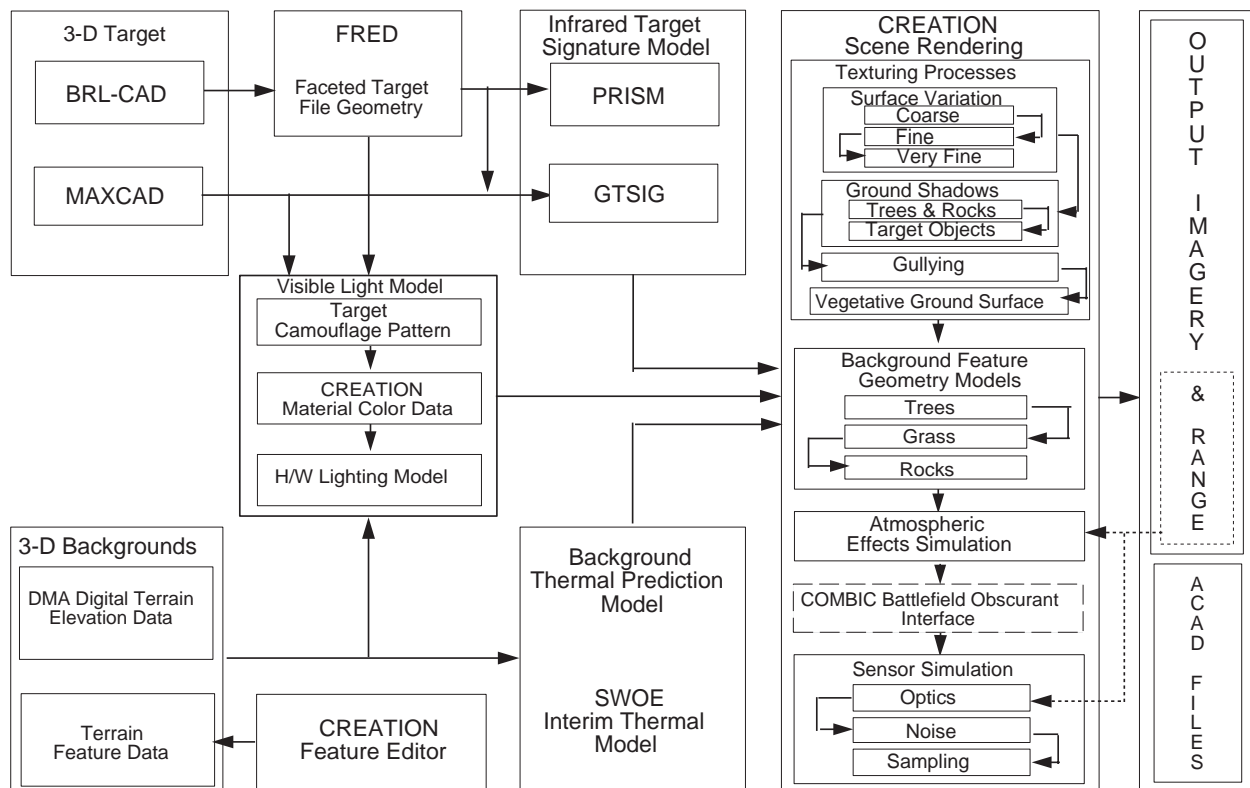 3-D Target
BRL-CAD
MAXCAD
FRED
Faceted Target
File Geometry
Infrared Target
Signature Model
PRISM
GTSIG
Visible Light Model
Target
Camouflage Pattern
CREATION
Material Color Data
H/W Lighting Model
3-D Backgrounds
DMA Digital Terrain
Elevation Data
Terrain
Feature Data
CREATION
Feature Editor
Background
Thermal Prediction
Model
SWOE
Interim Thermal
Model
CREATION
Scene Rendering
Texturing Processes
Surface Variation
Coarse
Fine
Very Fine
Ground Shadows
Trees & Rocks
Target Objects
Gullying
Vegetative Ground Surface
Background Feature
Geometry Models
Trees
Grass
Rocks
Atmospheric
Effects Simulation
COMBIC Battlefield Obscurant
Interface
Sensor Simulation
Optics
Noise
Sampling
OUTPUT IMAGERY & RANGE
ACAD FILES